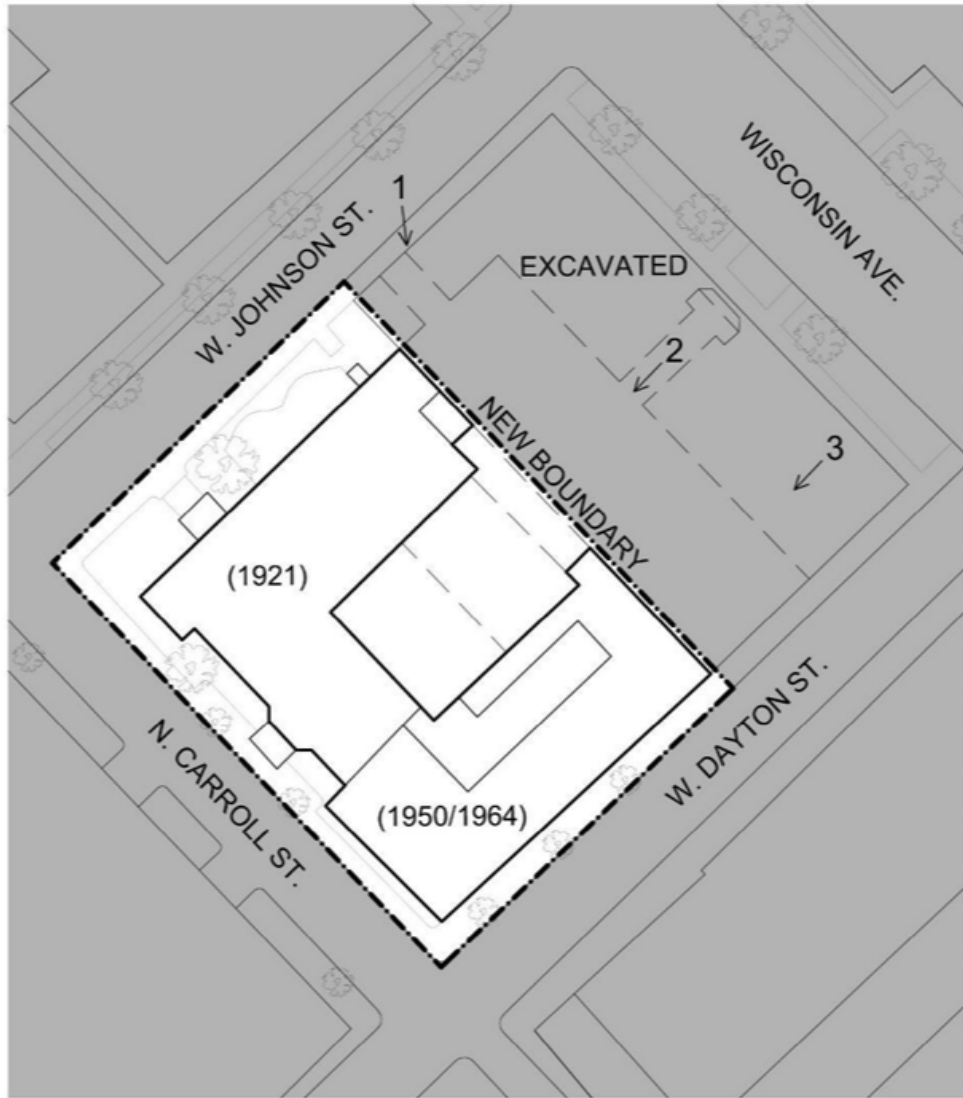 WISCONSIN AVE.
1
W. JOHNSON ST.
EXCAVATED
2
NEW BOUNDARY
3
(1921)
W. DAYTON ST.
N. CARROLL ST.
(1950/1964)